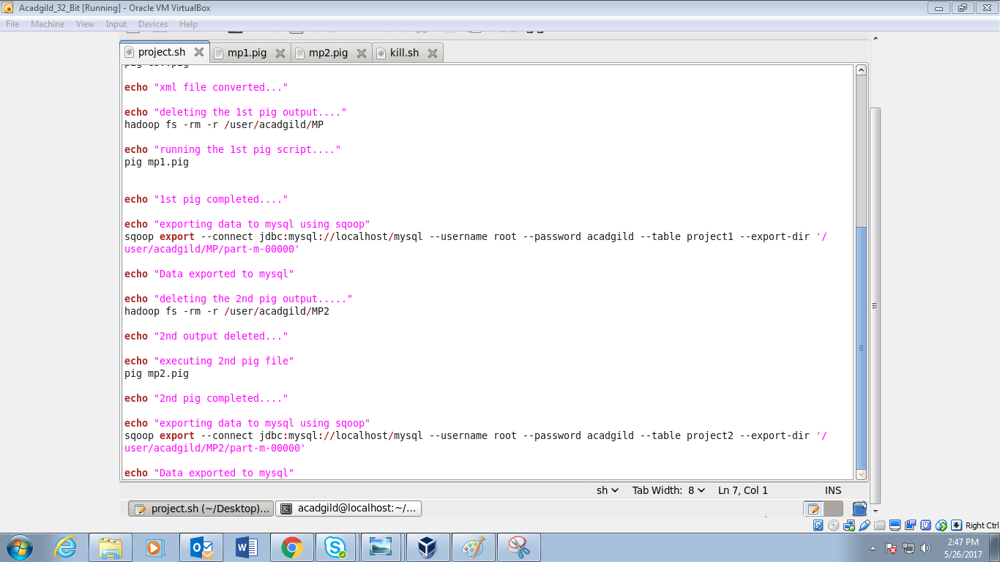 Acadgild_32_Bit [Running] - Oracle VM VirtualBox
File Machine View Input Devices Help
project.sh mp1.pig mp2.pig kill.sh
echo "xml file converted..."
echo "deleting the 1st pig output...."
hadoop fs -rm -r /user/acadgild/MP
echo "running the 1st pig script...."
pig mp1.pig
echo "1st pig completed...."
echo "exporting data to mysql using sqoop"
sqoop export --connect jdbc:mysql://localhost/mysql --username root --password acadgild --table project1 --export-dir '/
user/acadgild/MP/part-m-00000'
echo "Data exported to mysql"
echo "deleting the 2nd pig output....."
hadoop fs -rm -r /user/acadgild/MP2
echo "2nd output deleted..."
echo "executing 2nd pig file"
pig mp2.pig
echo "2nd pig completed...."
echo "exporting data to mysql using sqoop"
sqoop export --connect jdbc:mysql://localhost/mysql --username root --password acadgild --table project2 --export-dir '/
user/acadgild/MP2/part-m-00000'
echo "Data exported to mysql"
sh Tab Width: 8 Ln 7, Col 1 INS
project.sh (~/Desktop)... acadgild@localhost:~/...
Right Ctrl
2:47 PM
5/26/2017